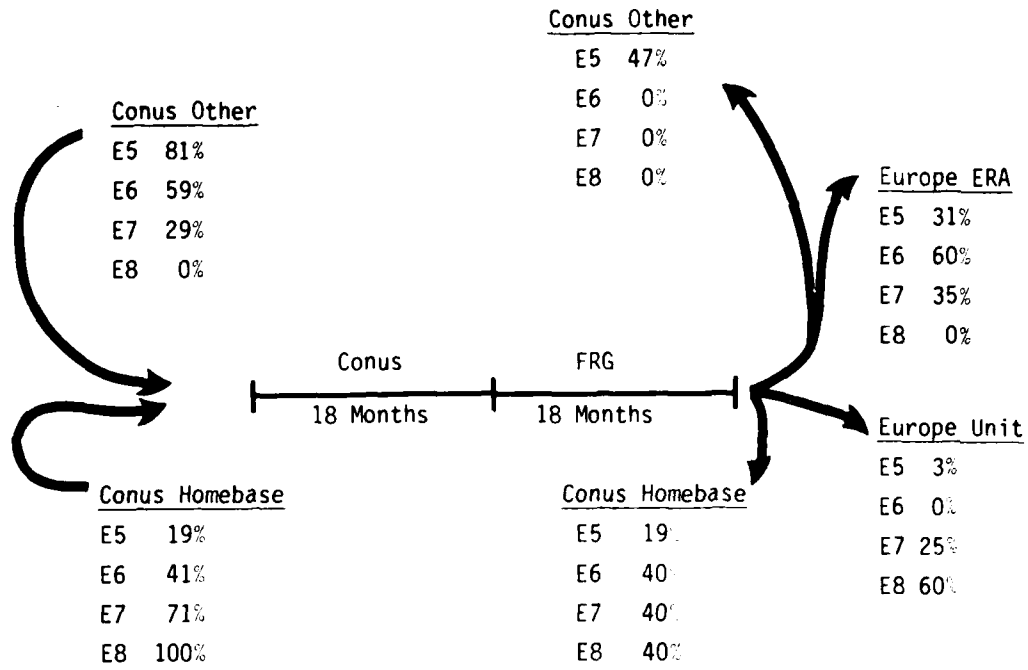 Conus Other
E5 81%
E6 59%
E7 29%
E8 0%
Conus Other
E5 47%
E6 0%
E7 0%
E8 0%
Europe ERA
E5 31%
E6 60%
E7 35%
E8 0%
Conus
FRG
18 Months
18 Months
Europe Unit
E5 3%
E6 0%
E7 25%
E8 60%
Conus Homebase
E5 19%
E6 41%
E7 71%
E8 100%
Conus Homebase
E5 19%
E6 40%
E7 40%
E8 40%